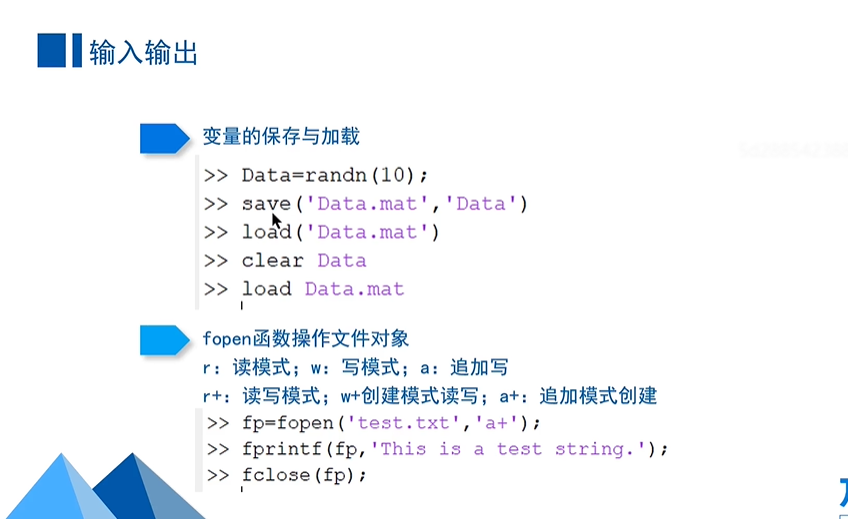 输入输出
变量的保存与加载
>> Data=randn(10);
>> save('Data.mat','Data')
>> load('Data.mat')
>> clear Data
>> load Data.mat
fopen函数操作文件对象
r: 读模式; w: 写模式; a: 追加写
r+: 读写模式; w+创建模式读写; a+: 追加模式创建
>> fp=fopen('test.txt','a+');
>> fprintf(fp,'This is a test string.');
>> fclose(fp);